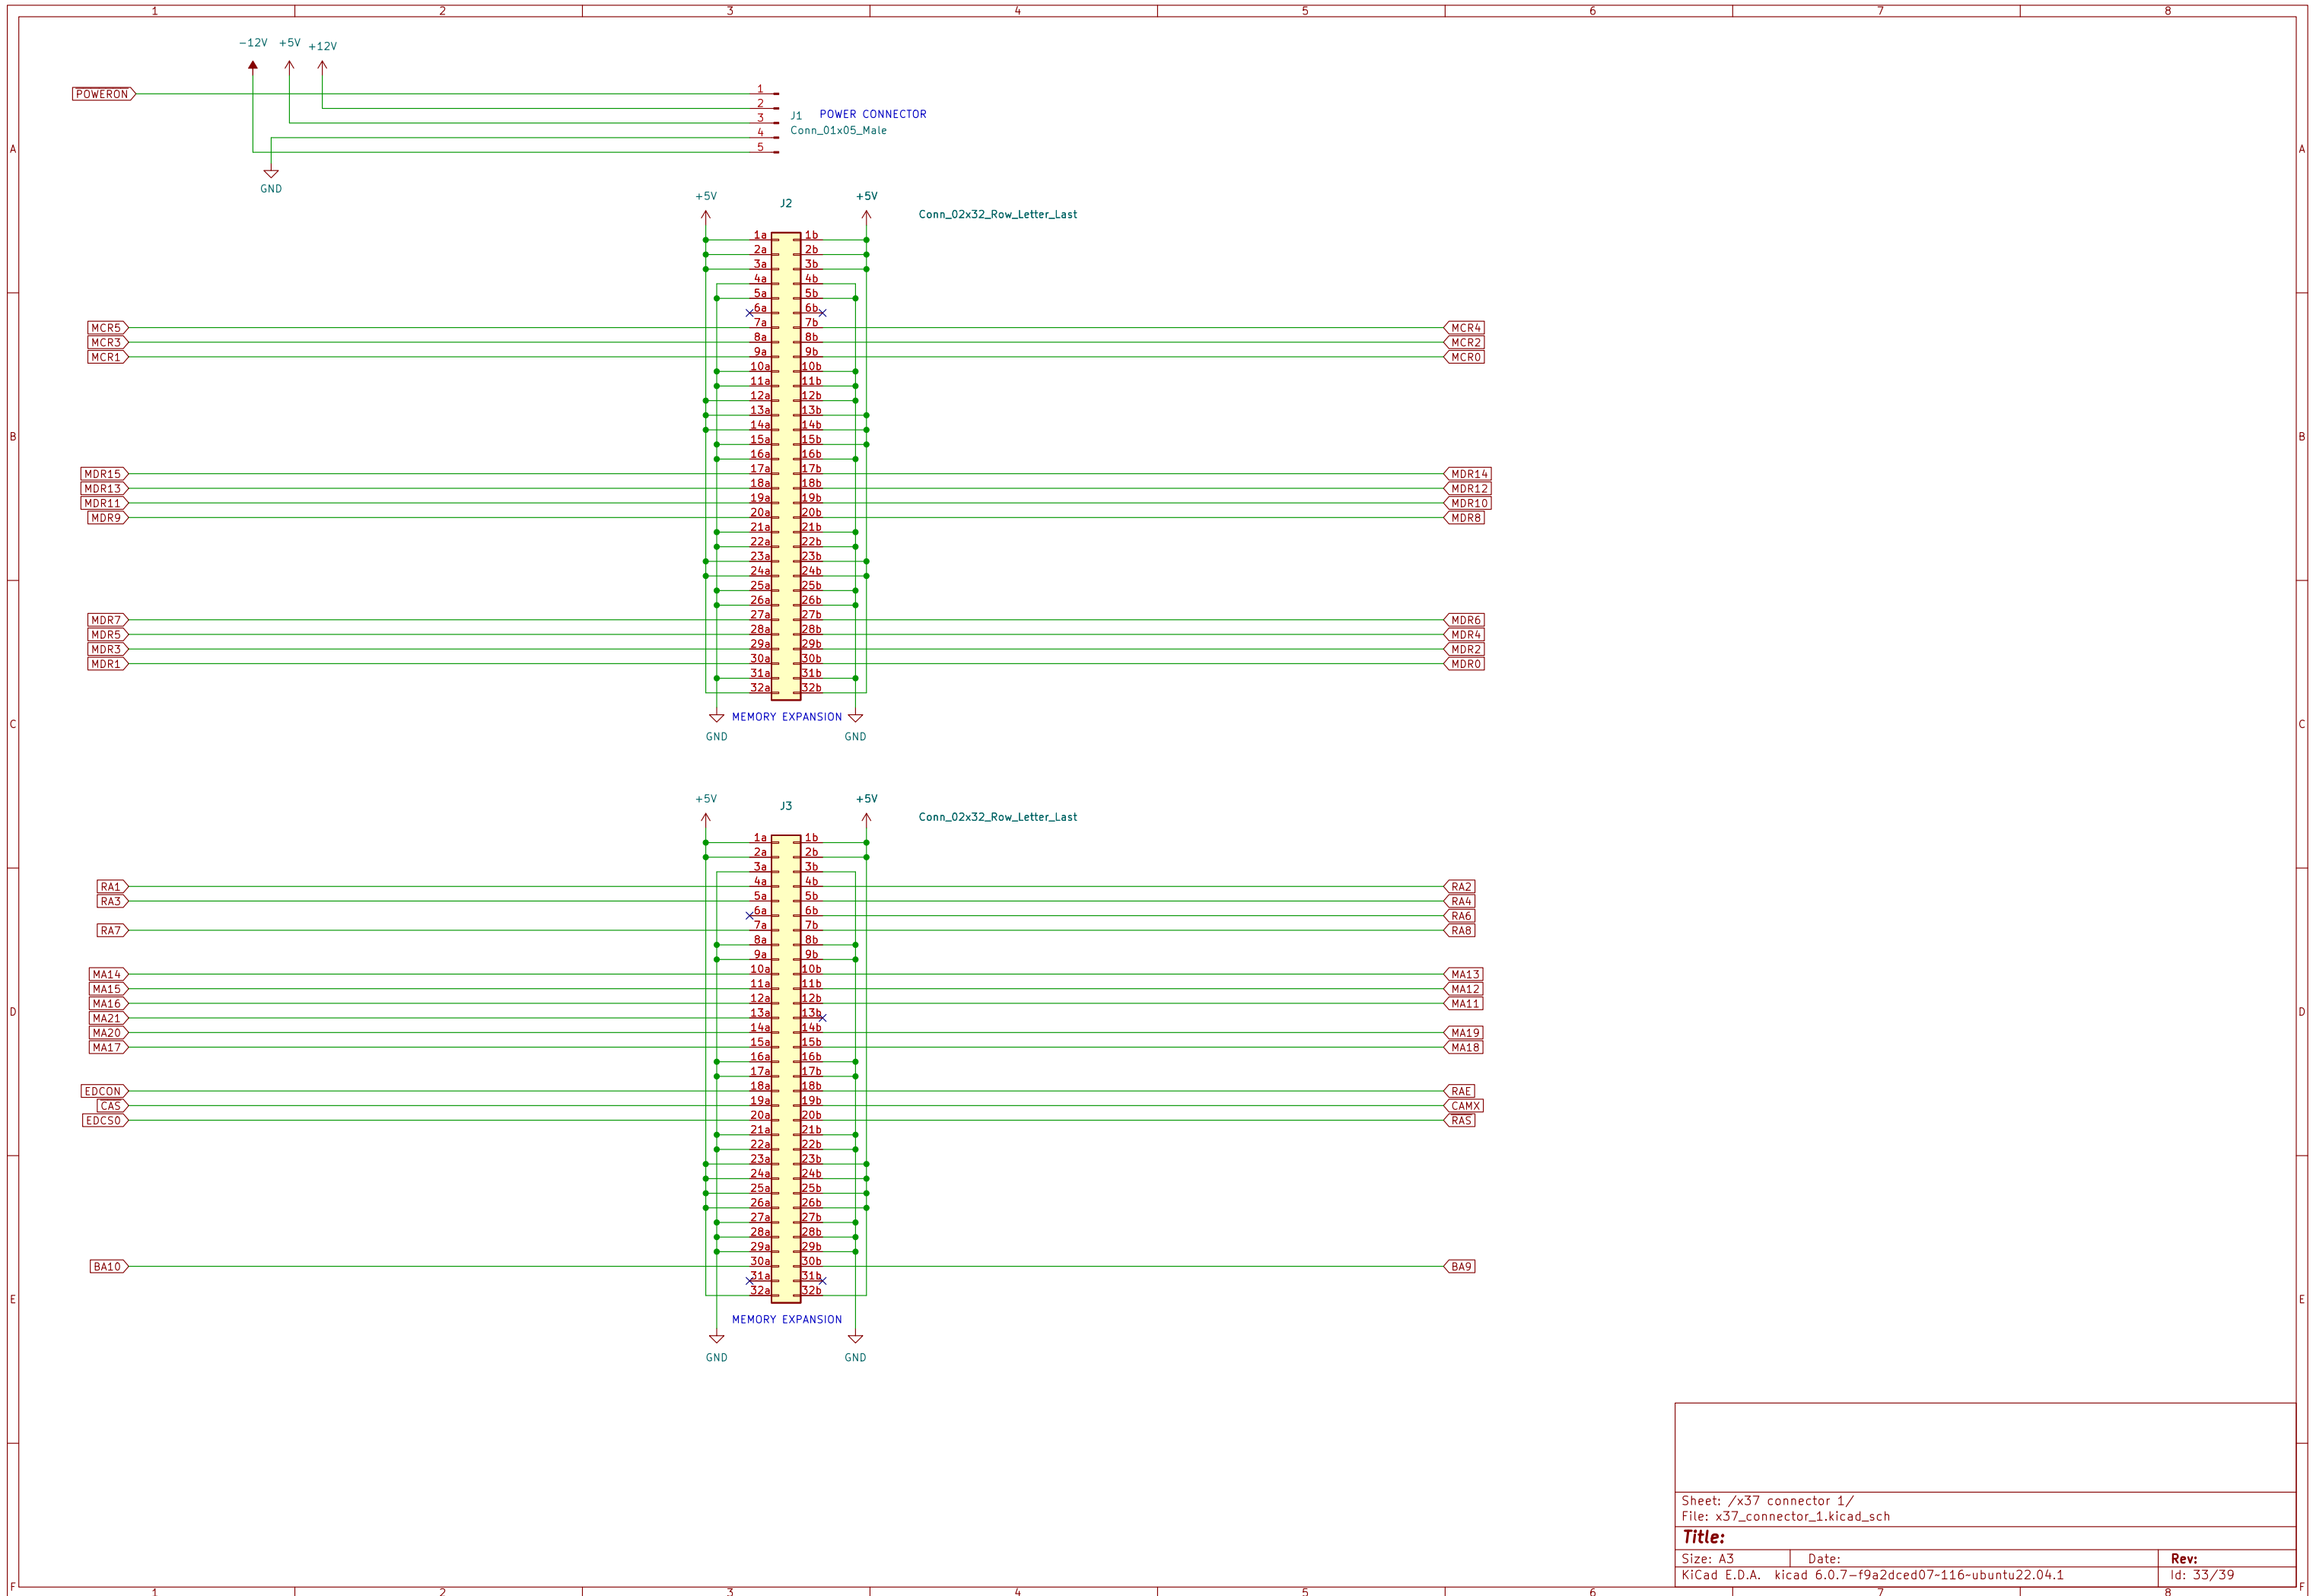 1 2 3 4 5 6 7 8
-12V +5V +12V
POWERON
1
2
3
4
5
J1 POWER CONNECTOR
Conn_01x05_Male
A A
GND
+5V J2 +5V
Conn_02x32_Row_Letter_Last
1a 1b
2a 2b
3a 3b
4a 4b
5a 5b
6a 6b
MCR5 7a 7b MCR4
MCR3 8a 8b MCR2
MCR1 9a 9b MCR0
10a 10b
11a 11b
12a 12b
13a 13b
14a 14b
B B
15a 15b
16a 16b
MDR15 17a 17b MDR14
MDR13 18a 18b MDR12
MDR11 19a 19b MDR10
MDR9 20a 20b MDR8
21a 21b
22a 22b
23a 23b
24a 24b
25a 25b
26a 26b
MDR7 27a 27b MDR6
MDR5 28a 28b MDR4
MDR3 29a 29b MDR2
MDR1 30a 30b MDR0
31a 31b
32a 32b
MEMORY EXPANSION
C C
GND GND
+5V J3 +5V
Conn_02x32_Row_Letter_Last
1a 1b
2a 2b
3a 3b
RA1 4a 4b RA2
RA3 5a 5b RA4
6a 6b RA6
RA7 7a 7b RA8
8a 8b
9a 9b
MA14 10a 10b MA13
MA15 11a 11b MA12
MA16 12a 12b MA11
D D
MA21 13a 13b
MA20 14a 14b MA19
MA17 15a 15b MA18
16a 16b
17a 17b
EDCON 18a 18b RAE
CAS 19a 19b CAMX
EDCS0 20a 20b RAS
21a 21b
22a 22b
23a 23b
24a 24b
25a 25b
26a 26b
27a 27b
28a 28b
29a 29b
BA10 30a 30b BA9
31a 31b
32a 32b
E E
MEMORY EXPANSION
GND GND
Sheet: /x37 connector 1/
File: x37_connector_1.kicad_sch
Title:
Size: A3 Date: Rev:
KiCad E.D.A. kicad 6.0.7-f9a2dced07~116~ubuntu22.04.1 Id: 33/39
F F
1 2 3 4 5 6 7 8